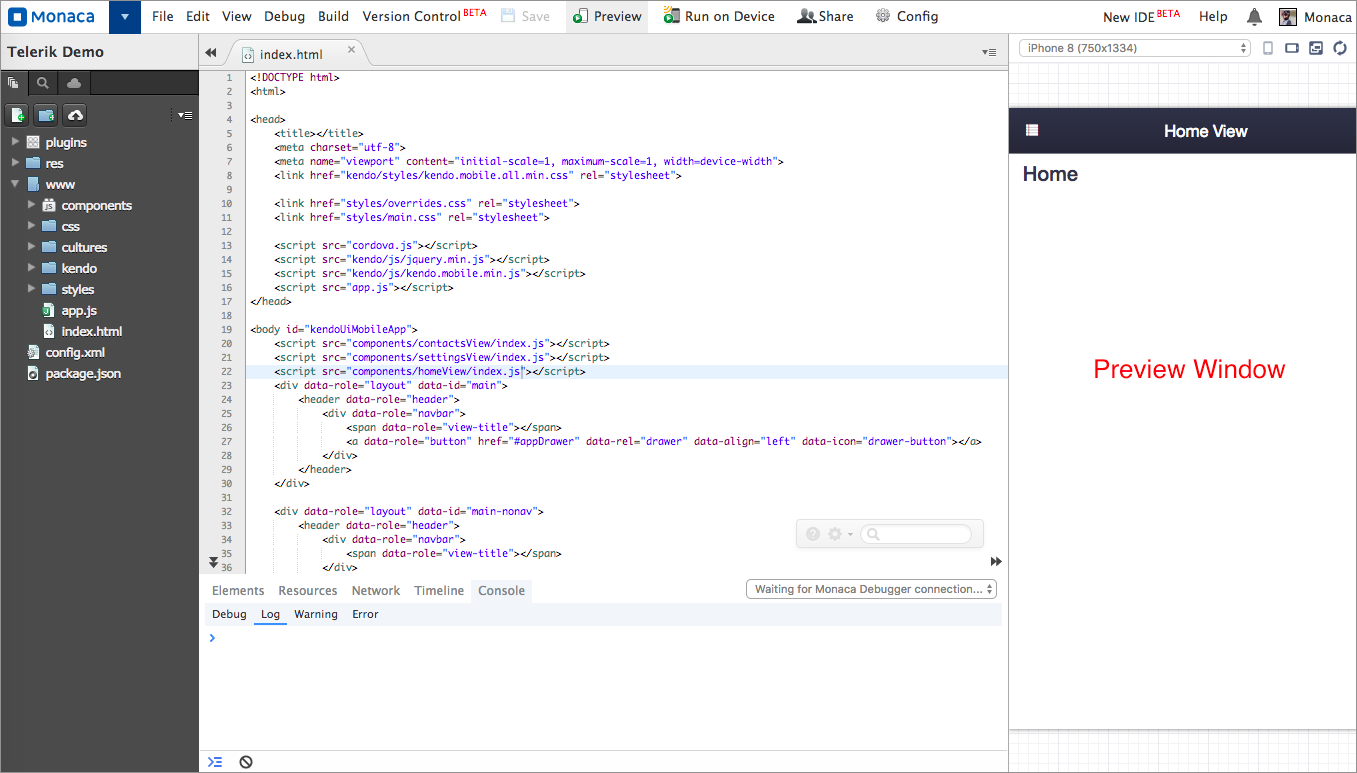 Monaca File Edit View Debug Build Version Control BETA Save Preview Run on Device Share Config New IDE BETA Help Monaca
Telerik Demo
index.html
iPhone 8 (750x1334)
plugins
res
www
components
css
cultures
kendo
styles
app.js
index.html
config.xml
package.json
1 <!DOCTYPE html>
2 <html>
3
4 <head>
5 <title></title>
6 <meta charset="utf-8">
7 <meta name="viewport" content="initial-scale=1, maximum-scale=1, width=device-width">
8 <link href="kendo/styles/kendo.mobile.all.min.css" rel="stylesheet">
9
10 <link href="styles/overrides.css" rel="stylesheet">
11 <link href="styles/main.css" rel="stylesheet">
12
13 <script src="cordova.js"></script>
14 <script src="kendo/js/jquery.min.js"></script>
15 <script src="kendo/js/kendo.mobile.min.js"></script>
16 <script src="app.js"></script>
17 </head>
18
19 <body id="kendoUiMobileApp">
20 <script src="components/contactsView/index.js"></script>
21 <script src="components/settingsView/index.js"></script>
22 <script src="components/homeView/index.js"></script>
23 <div data-role="layout" data-id="main">
24 <header data-role="header">
25 <div data-role="navbar">
26 <span data-role="view-title"></span>
27 <a data-role="button" href="#appDrawer" data-rel="drawer" data-align="left" data-icon="drawer-button"></a>
28 </div>
29 </header>
30 </div>
31
32 <div data-role="layout" data-id="main-nonav">
33 <header data-role="header">
34 <div data-role="navbar">
35 <span data-role="view-title"></span>
36 </div>
Elements Resources Network Timeline Console Waiting for Monaca Debugger connection...
Debug Log Warning Error
Home View
Home
Preview Window